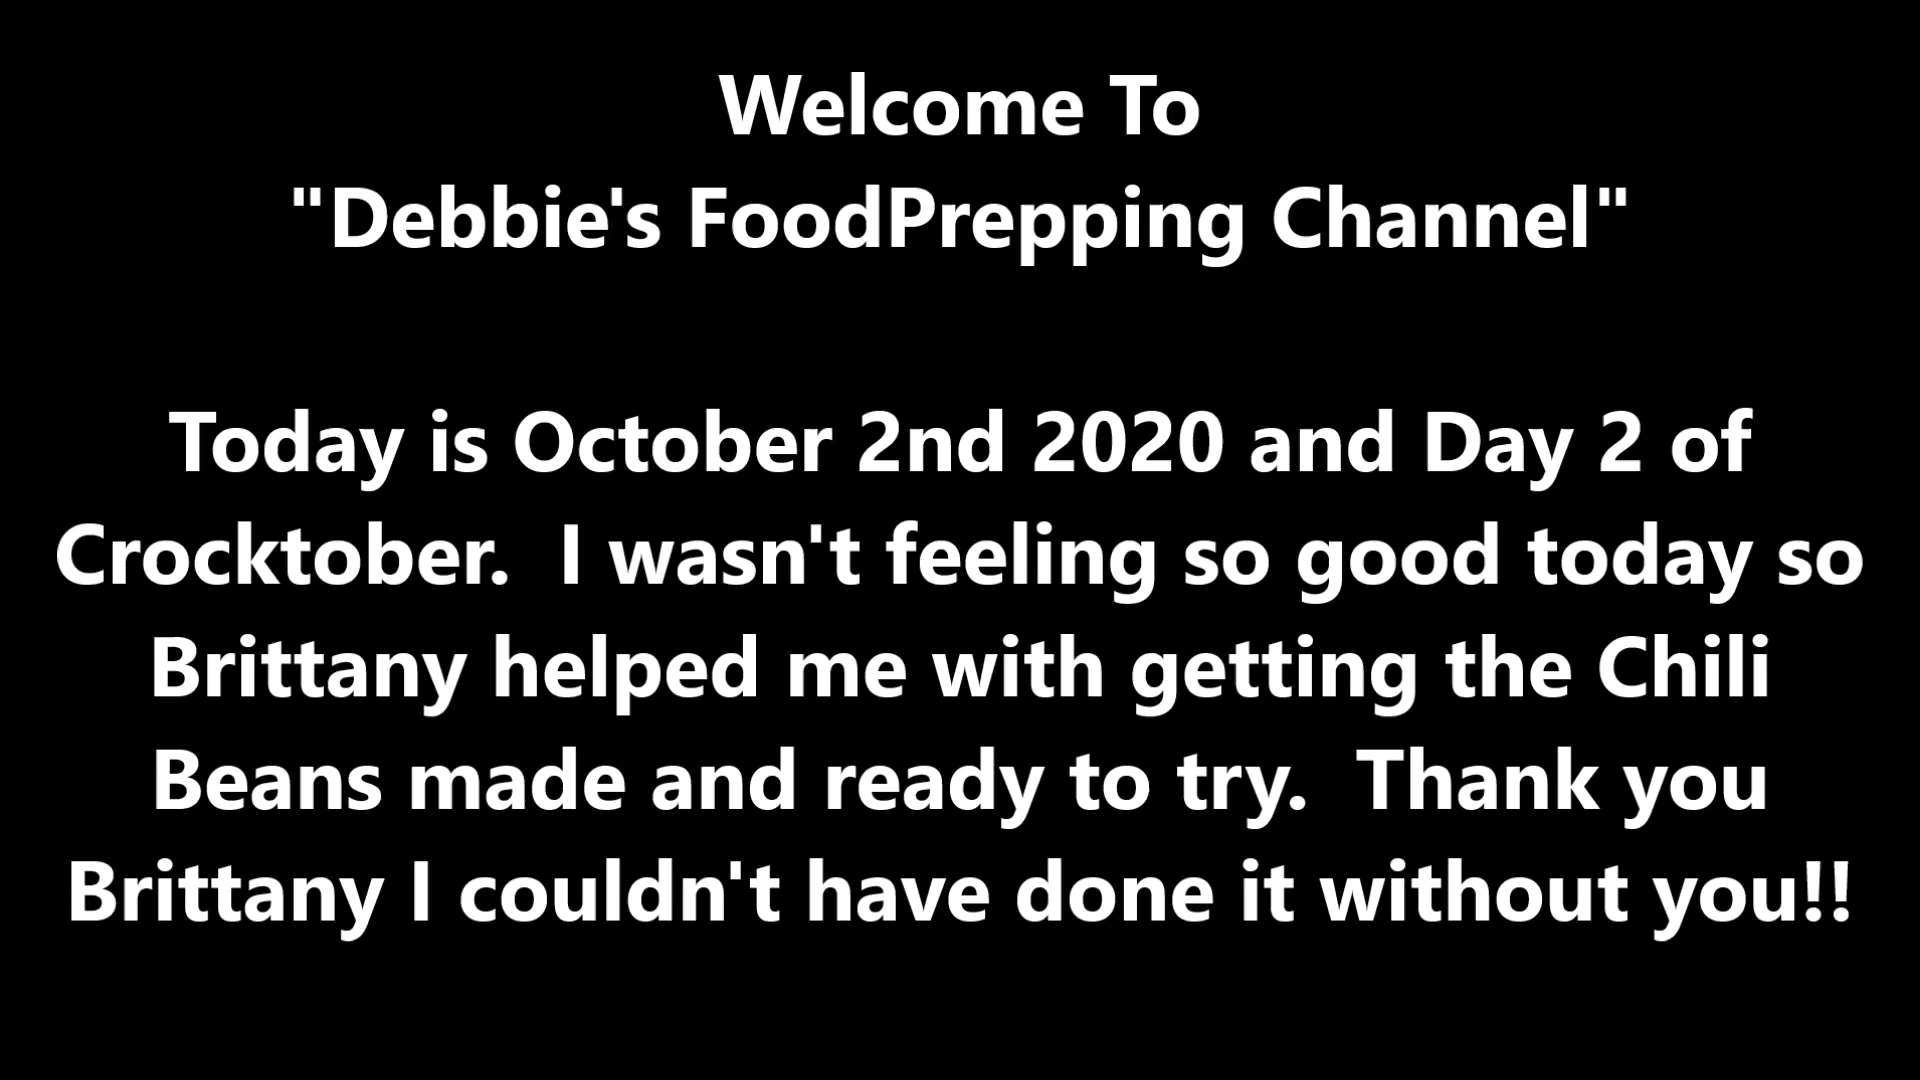 Welcome To
"Debbie's FoodPrepping Channel"
Today is October 2nd 2020 and Day 2 of
Crocktober.  I wasn't feeling so good today so
Brittany helped me with getting the Chili
Beans made and ready to try.  Thank you
Brittany I couldn't have done it without you!!